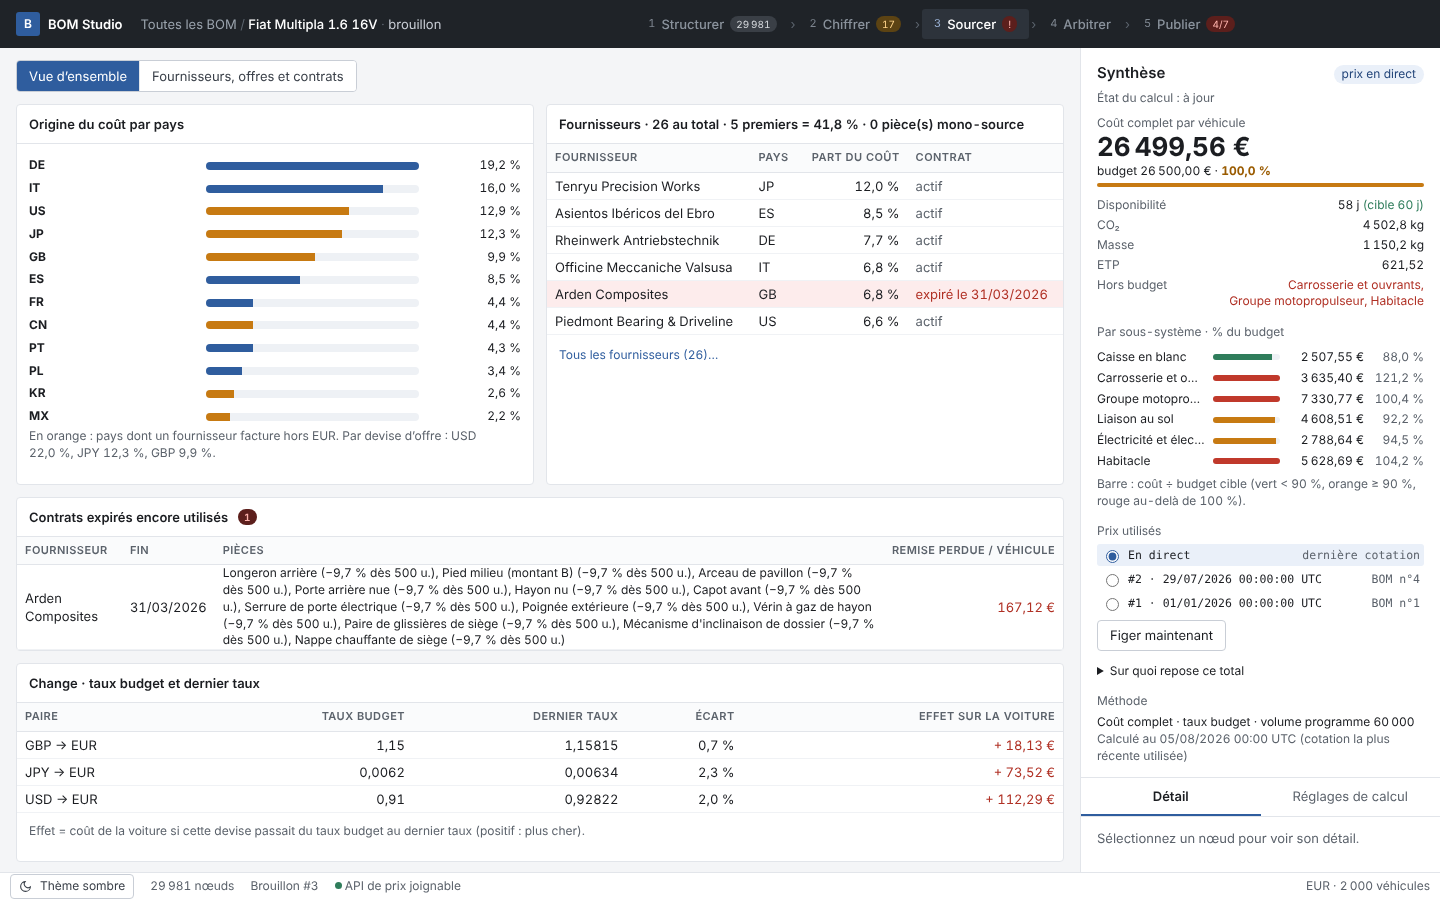 B BOM Studio Toutes les BOM / Fiat Multipla 1.6 16V · brouillon 1 Structurer 29 981 › 2 Chiffrer 17 › 3 Sourcer ! › 4 Arbitrer › 5 Publier 4/7
Vue d’ensemble Fournisseurs, offres et contrats
Origine du coût par pays
DE 19,2 %
IT 16,0 %
US 12,9 %
JP 12,3 %
GB 9,9 %
ES 8,5 %
FR 4,4 %
CN 4,4 %
PT 4,3 %
PL 3,4 %
KR 2,6 %
MX 2,2 %
En orange : pays dont un fournisseur facture hors EUR. Par devise d’offre : USD
22,0 %, JPY 12,3 %, GBP 9,9 %.
Fournisseurs · 26 au total · 5 premiers = 41,8 % · 0 pièce(s) mono-source
FOURNISSEUR PAYS PART DU COÛT CONTRAT
Tenryu Precision Works JP 12,0 % actif
Asientos Ibéricos del Ebro ES 8,5 % actif
Rheinwerk Antriebstechnik DE 7,7 % actif
Officine Meccaniche Valsusa IT 6,8 % actif
Arden Composites GB 6,8 % expiré le 31/03/2026
Piedmont Bearing & Driveline US 6,6 % actif
Tous les fournisseurs (26)…
Contrats expirés encore utilisés 1
FOURNISSEUR FIN PIÈCES REMISE PERDUE / VÉHICULE
Arden Composites 31/03/2026 167,12 €
Longeron arrière (−9,7 % dès 500 u.), Pied milieu (montant B) (−9,7 % dès 500 u.), Arceau de pavillon (−9,7 %
dès 500 u.), Porte arrière nue (−9,7 % dès 500 u.), Hayon nu (−9,7 % dès 500 u.), Capot avant (−9,7 % dès 500
u.), Serrure de porte électrique (−9,7 % dès 500 u.), Poignée extérieure (−9,7 % dès 500 u.), Vérin à gaz de hayon
(−9,7 % dès 500 u.), Paire de glissières de siège (−9,7 % dès 500 u.), Mécanisme d'inclinaison de dossier (−9,7 %
dès 500 u.), Nappe chauffante de siège (−9,7 % dès 500 u.)
Change · taux budget et dernier taux
PAIRE TAUX BUDGET DERNIER TAUX ÉCART EFFET SUR LA VOITURE
GBP → EUR 1,15 1,15815 0,7 % + 18,13 €
JPY → EUR 0,0062 0,00634 2,3 % + 73,52 €
USD → EUR 0,91 0,92822 2,0 % + 112,29 €
Effet = coût de la voiture si cette devise passait du taux budget au dernier taux (positif : plus cher).
Synthèse prix en direct
État du calcul : à jour
Coût complet par véhicule
26 499,56 €
budget 26 500,00 € · 100,0 %
Disponibilité 58 j (cible 60 j)
CO₂ 4 502,8 kg
Masse 1 150,2 kg
ETP 621,52
Hors budget Carrosserie et ouvrants,
Groupe motopropulseur, Habitacle
Par sous-système · % du budget
Caisse en blanc 2 507,55 € 88,0 %
Carrosserie et o… 3 635,40 € 121,2 %
Groupe motopro… 7 330,77 € 100,4 %
Liaison au sol 4 608,51 € 92,2 %
Électricité et élec… 2 788,64 € 94,5 %
Habitacle 5 628,69 € 104,2 %
Barre : coût ÷ budget cible (vert < 90 %, orange ≥ 90 %,
rouge au-delà de 100 %).
Prix utilisés
En direct dernière cotation
#2 · 29/07/2026 00:00:00 UTC BOM n°4
#1 · 01/01/2026 00:00:00 UTC BOM n°1
Figer maintenant
Sur quoi repose ce total
Méthode
Coût complet · taux budget · volume programme 60 000
Calculé au 05/08/2026 00:00 UTC (cotation la plus
récente utilisée)
Détail Réglages de calcul
Sélectionnez un nœud pour voir son détail.
Thème sombre 29 981 nœuds Brouillon #3 API de prix joignable EUR · 2 000 véhicules